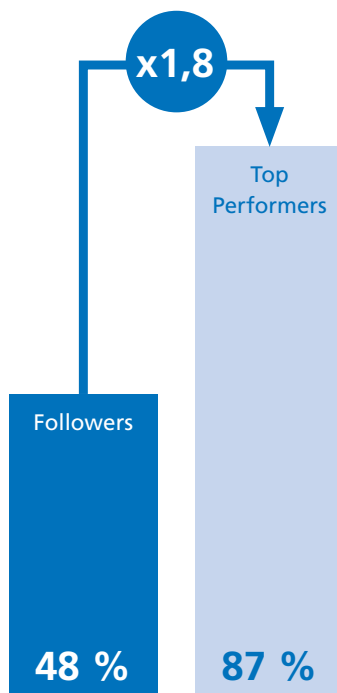 x1,8
Top
Performers
Followers
48 %
87 %